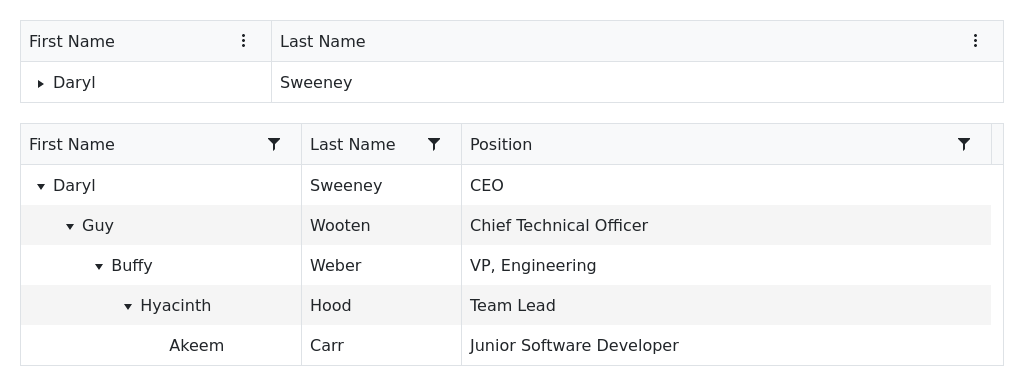 First Name Last Name
Daryl Sweeney
First Name Last Name Position
Daryl Sweeney CEO
Guy Wooten Chief Technical Officer
Buffy Weber VP, Engineering
Hyacinth Hood Team Lead
Akeem Carr Junior Software Developer